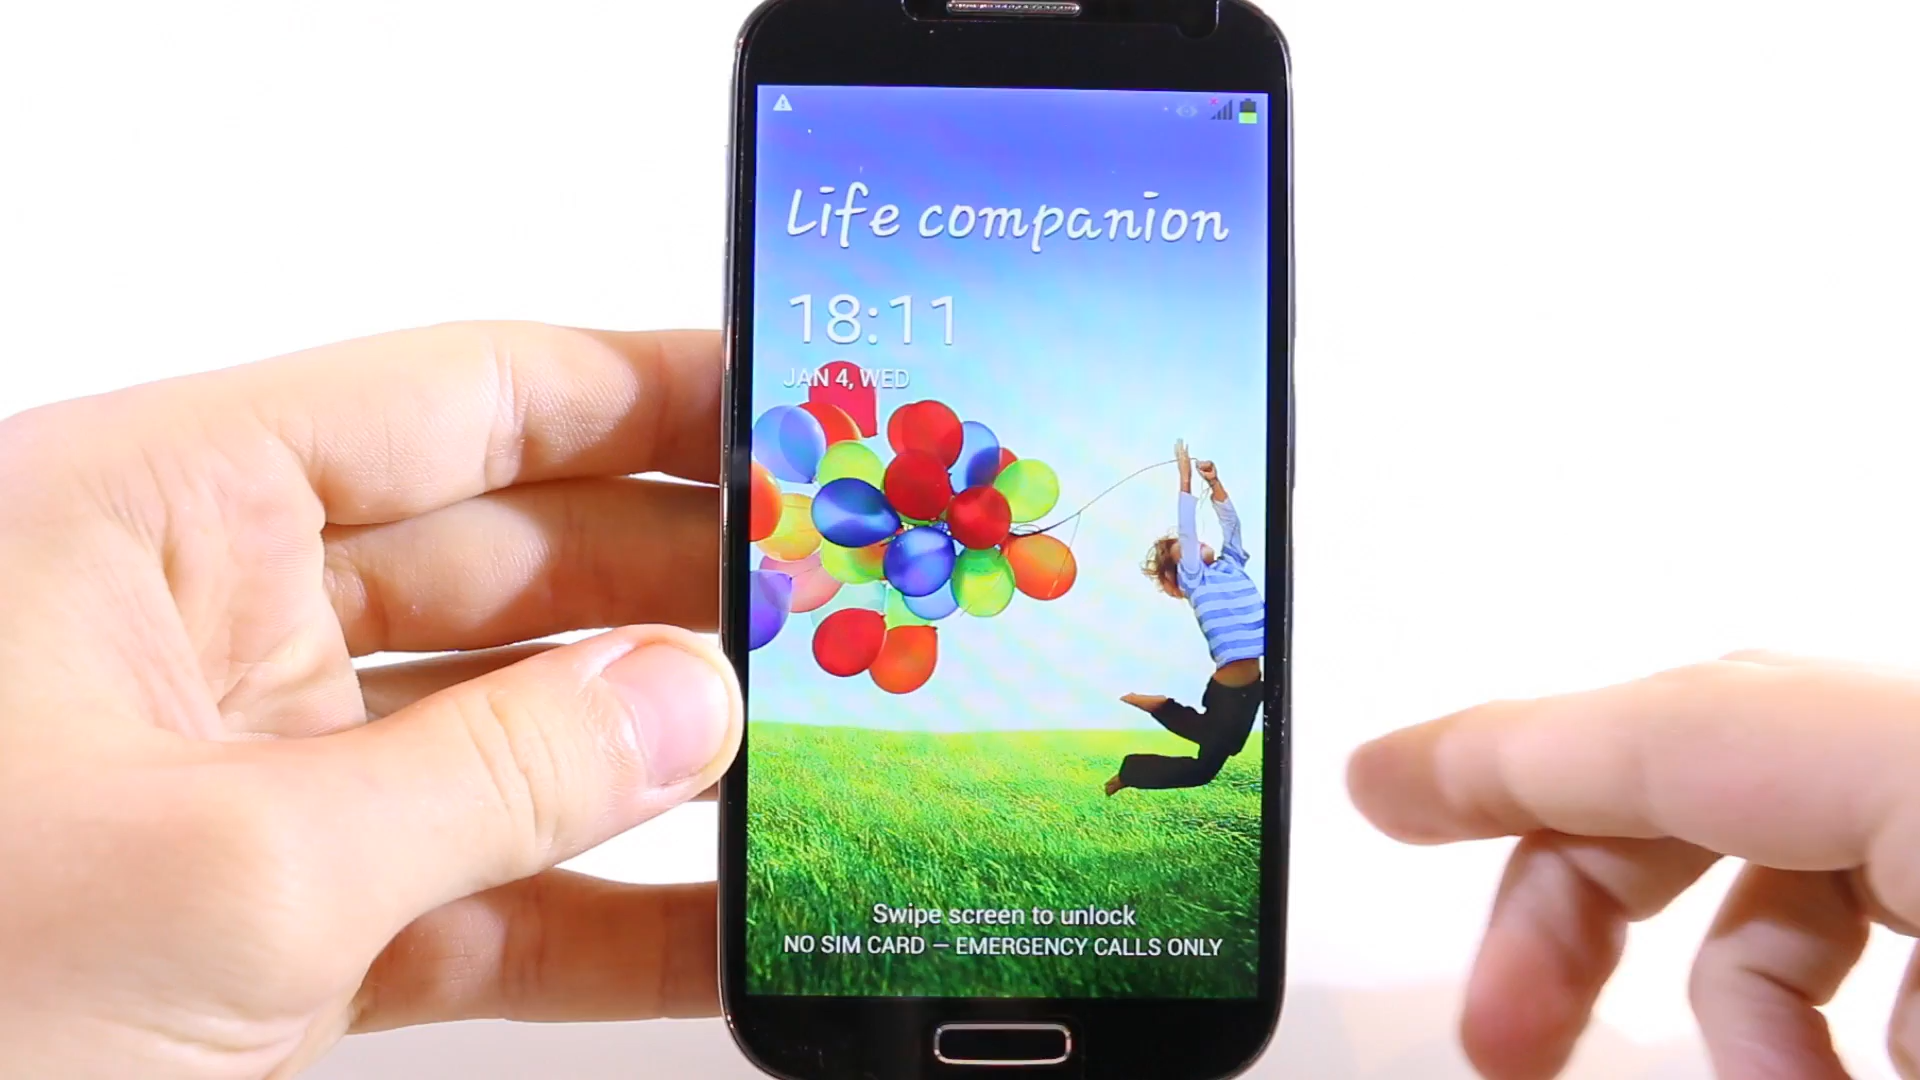 Life companion
18:11
JAN 4, WED
Swipe screen to unlock
NO SIM CARD — EMERGENCY CALLS ONLY